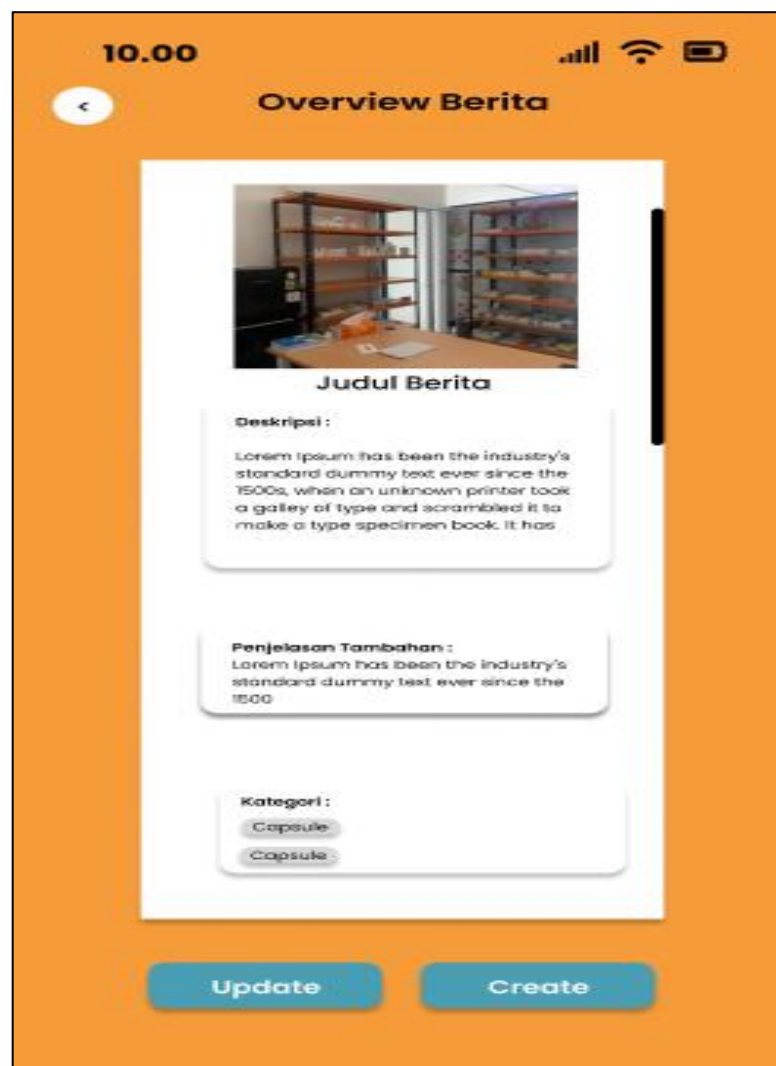 10.00
Overview Berita
Judul Berita
Deskripsi :
Lorem Ipsum has been the industry's
standard dummy text ever since the
1500s, when an unknown printer took
a galley of type and scrambled it to
make a type specimen book. It has
Penjelasan Tambahan :
Lorem Ipsum has been the industry's
standard dummy text ever since the
1500
Kategori :
Capsule
Capsule
Update
Create